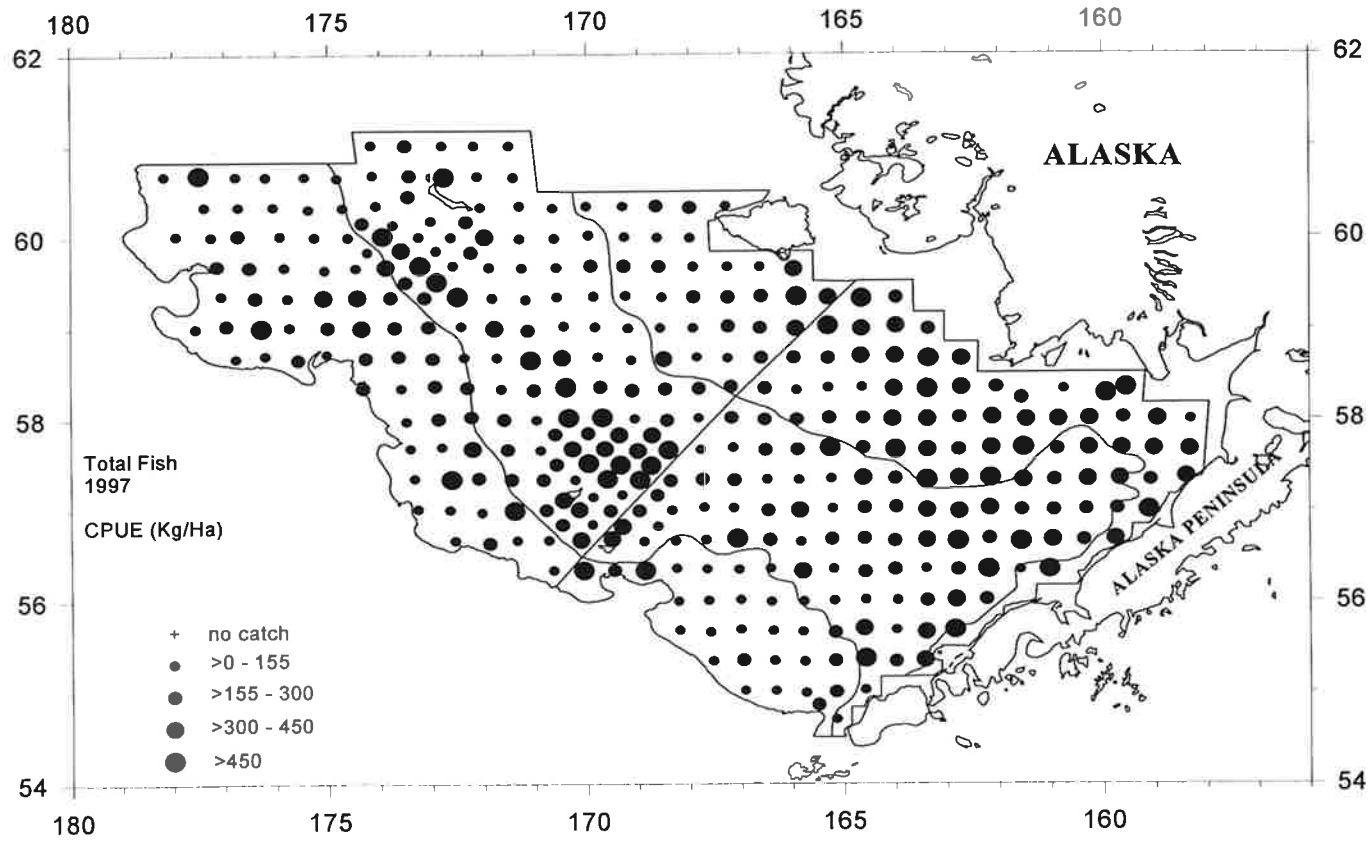 180 175 170 165 160
62 62
ALASKA
60 60
58 58
Total Fish
1997
CPUE (Kg/Ha)
ALASKA PENINSULA
56 56
+ no catch
>0 - 155
>155 - 300
>300 - 450
>450
54 54
180 175 170 165 160